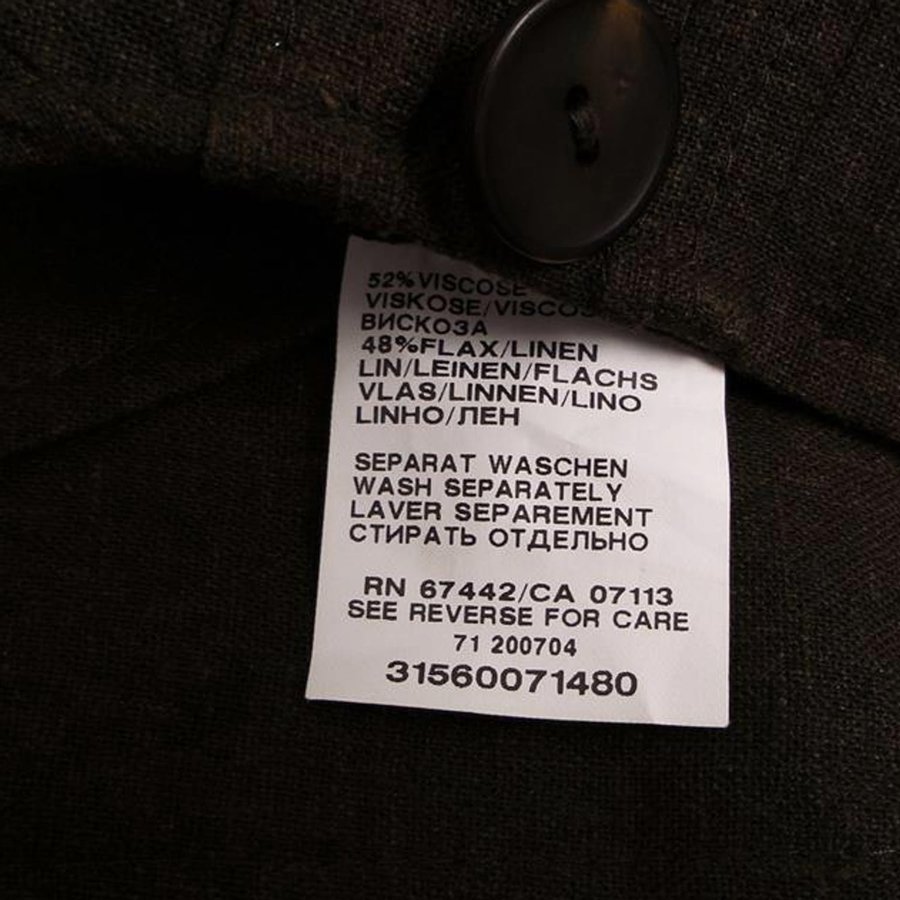 52% VISCOSE
VISKOSE/VISCOS
ВИСКОЗА
48%FLAX/LINEN
LIN/LEINEN/FLACHS
VLAS/LINNEN/LINO
LINHO/ЛЕН
SEPARAT WASCHEN
WASH SEPARATELY
LAVER SEPAREMENT
СТИРАТЬ ОТДЕЛЬНО
RN 67442/CA 07113
SEE REVERSE FOR CARE
71 200704
31560071480